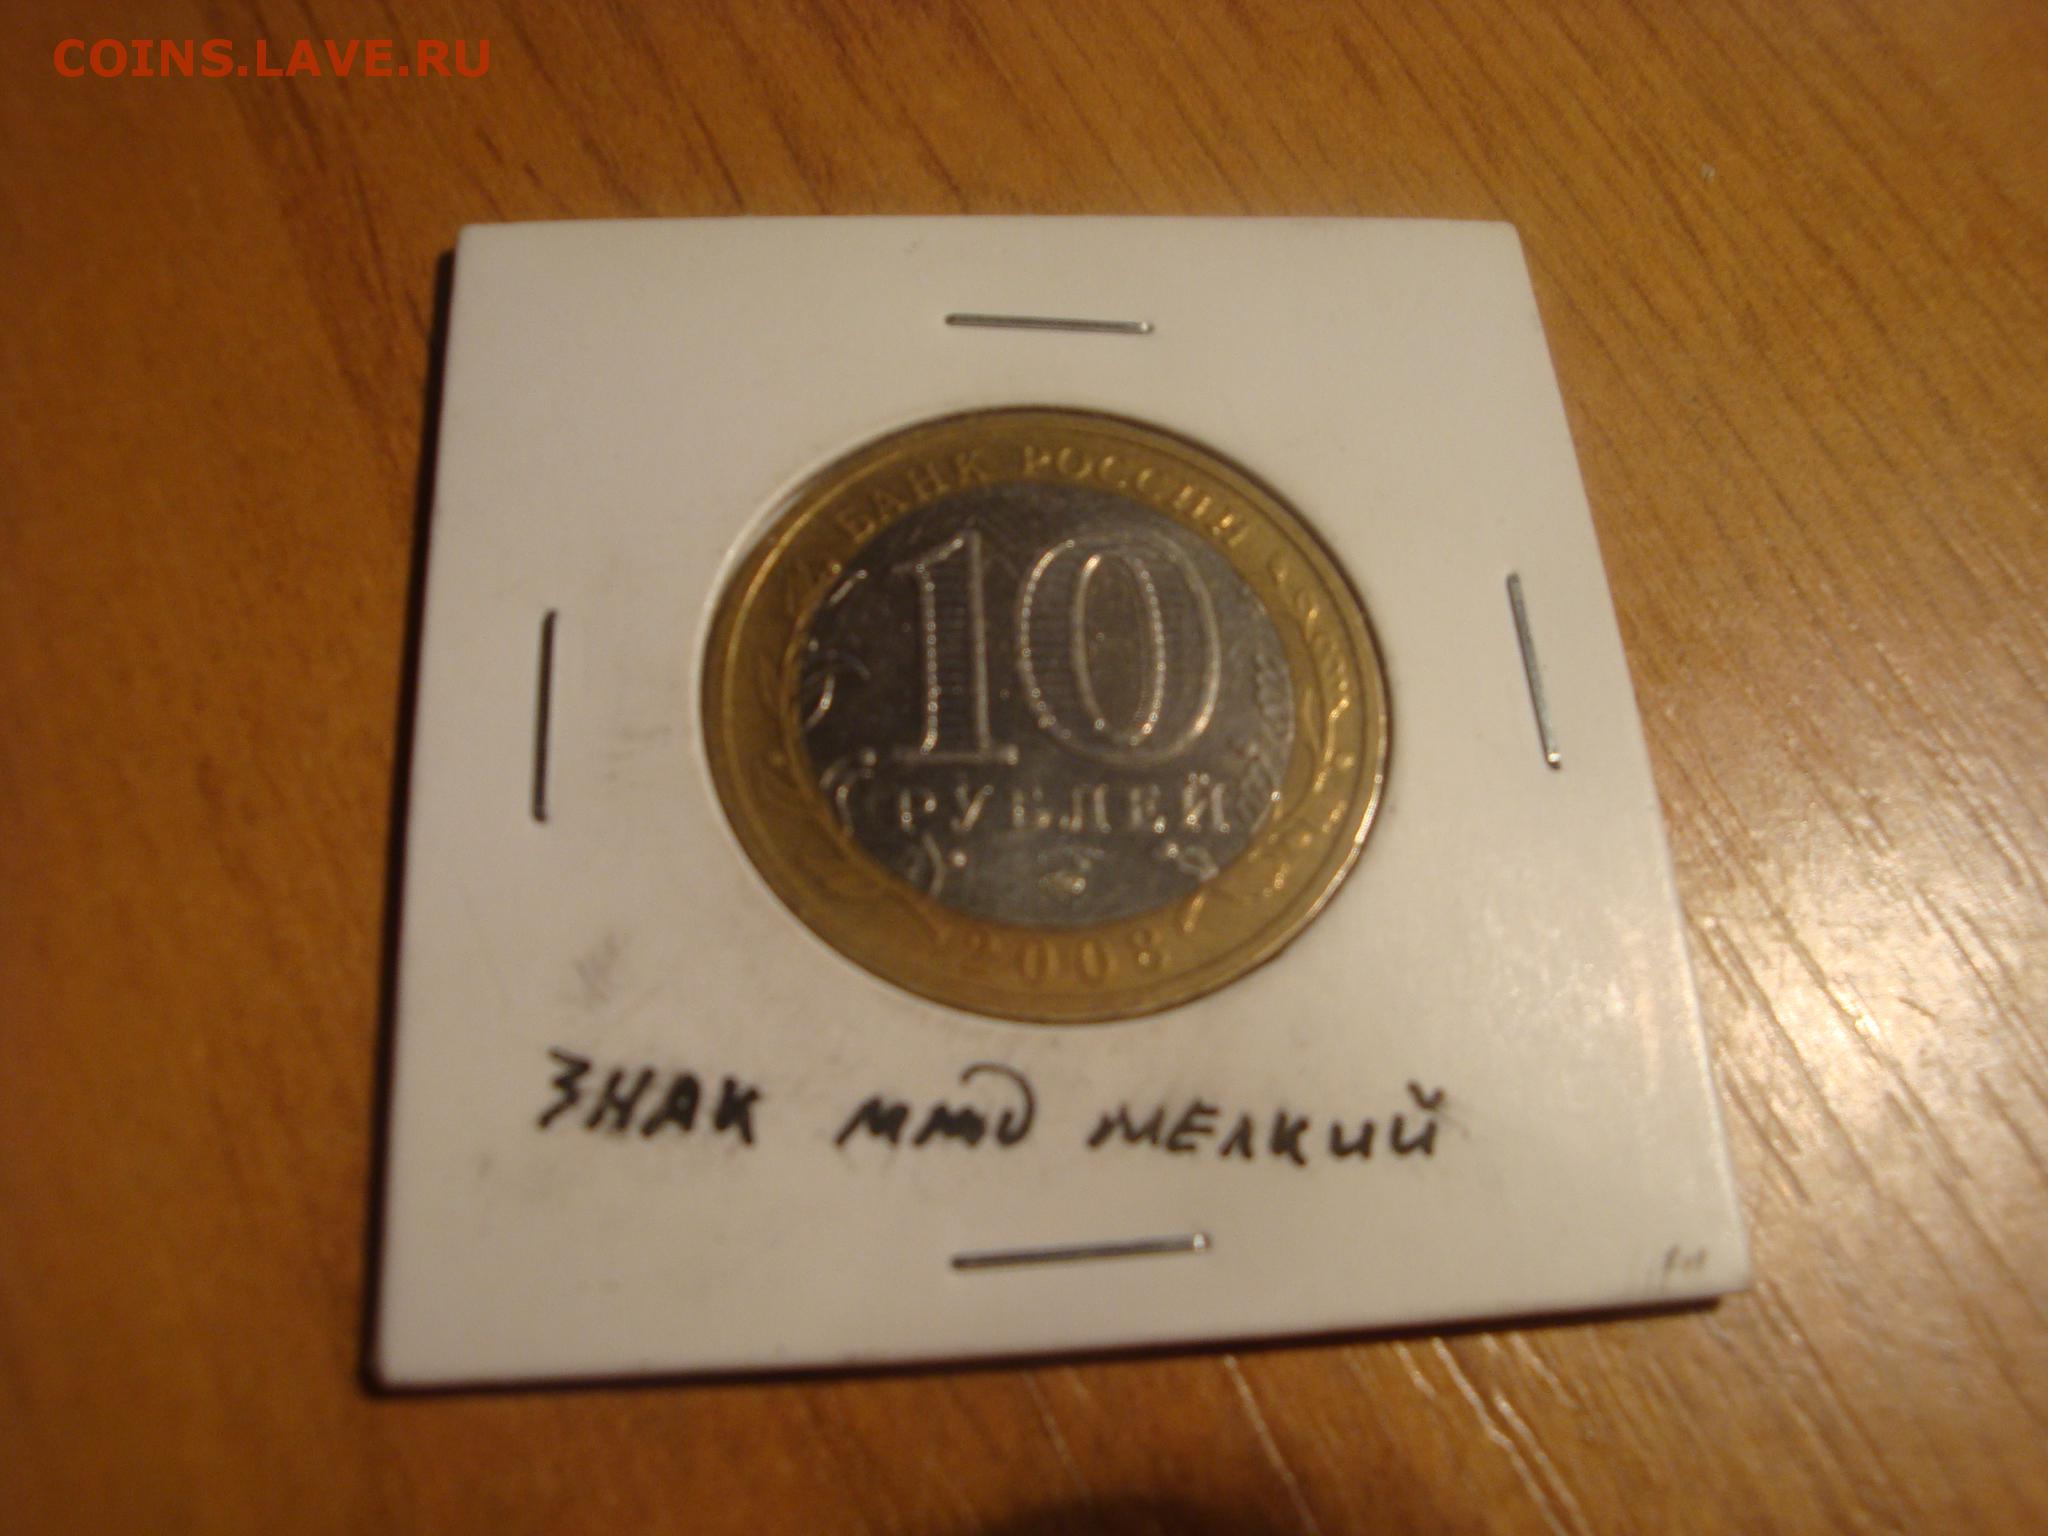 COINS.LAVE.RU
БАНК РОССИИ
10
РУБЛЕЙ
2008
ЗНАК ММД МЕЛКИЙ